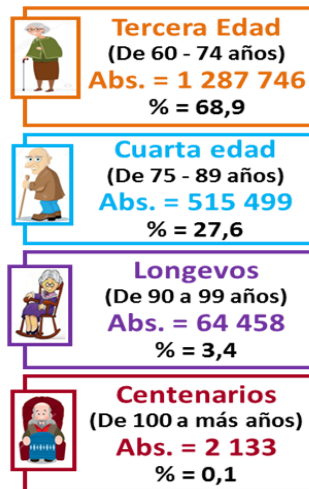 Tercera Edad
(De 60 - 74 años)
Abs. = 1 287 746
% = 68,9
Cuarta edad
(De 75 - 89 años)
Abs. = 515 499
% = 27,6
Longevos
(De 90 a 99 años)
Abs. = 64 458
% = 3,4
Centenarios
(De 100 a más años)
Abs. = 2 133
% = 0,1